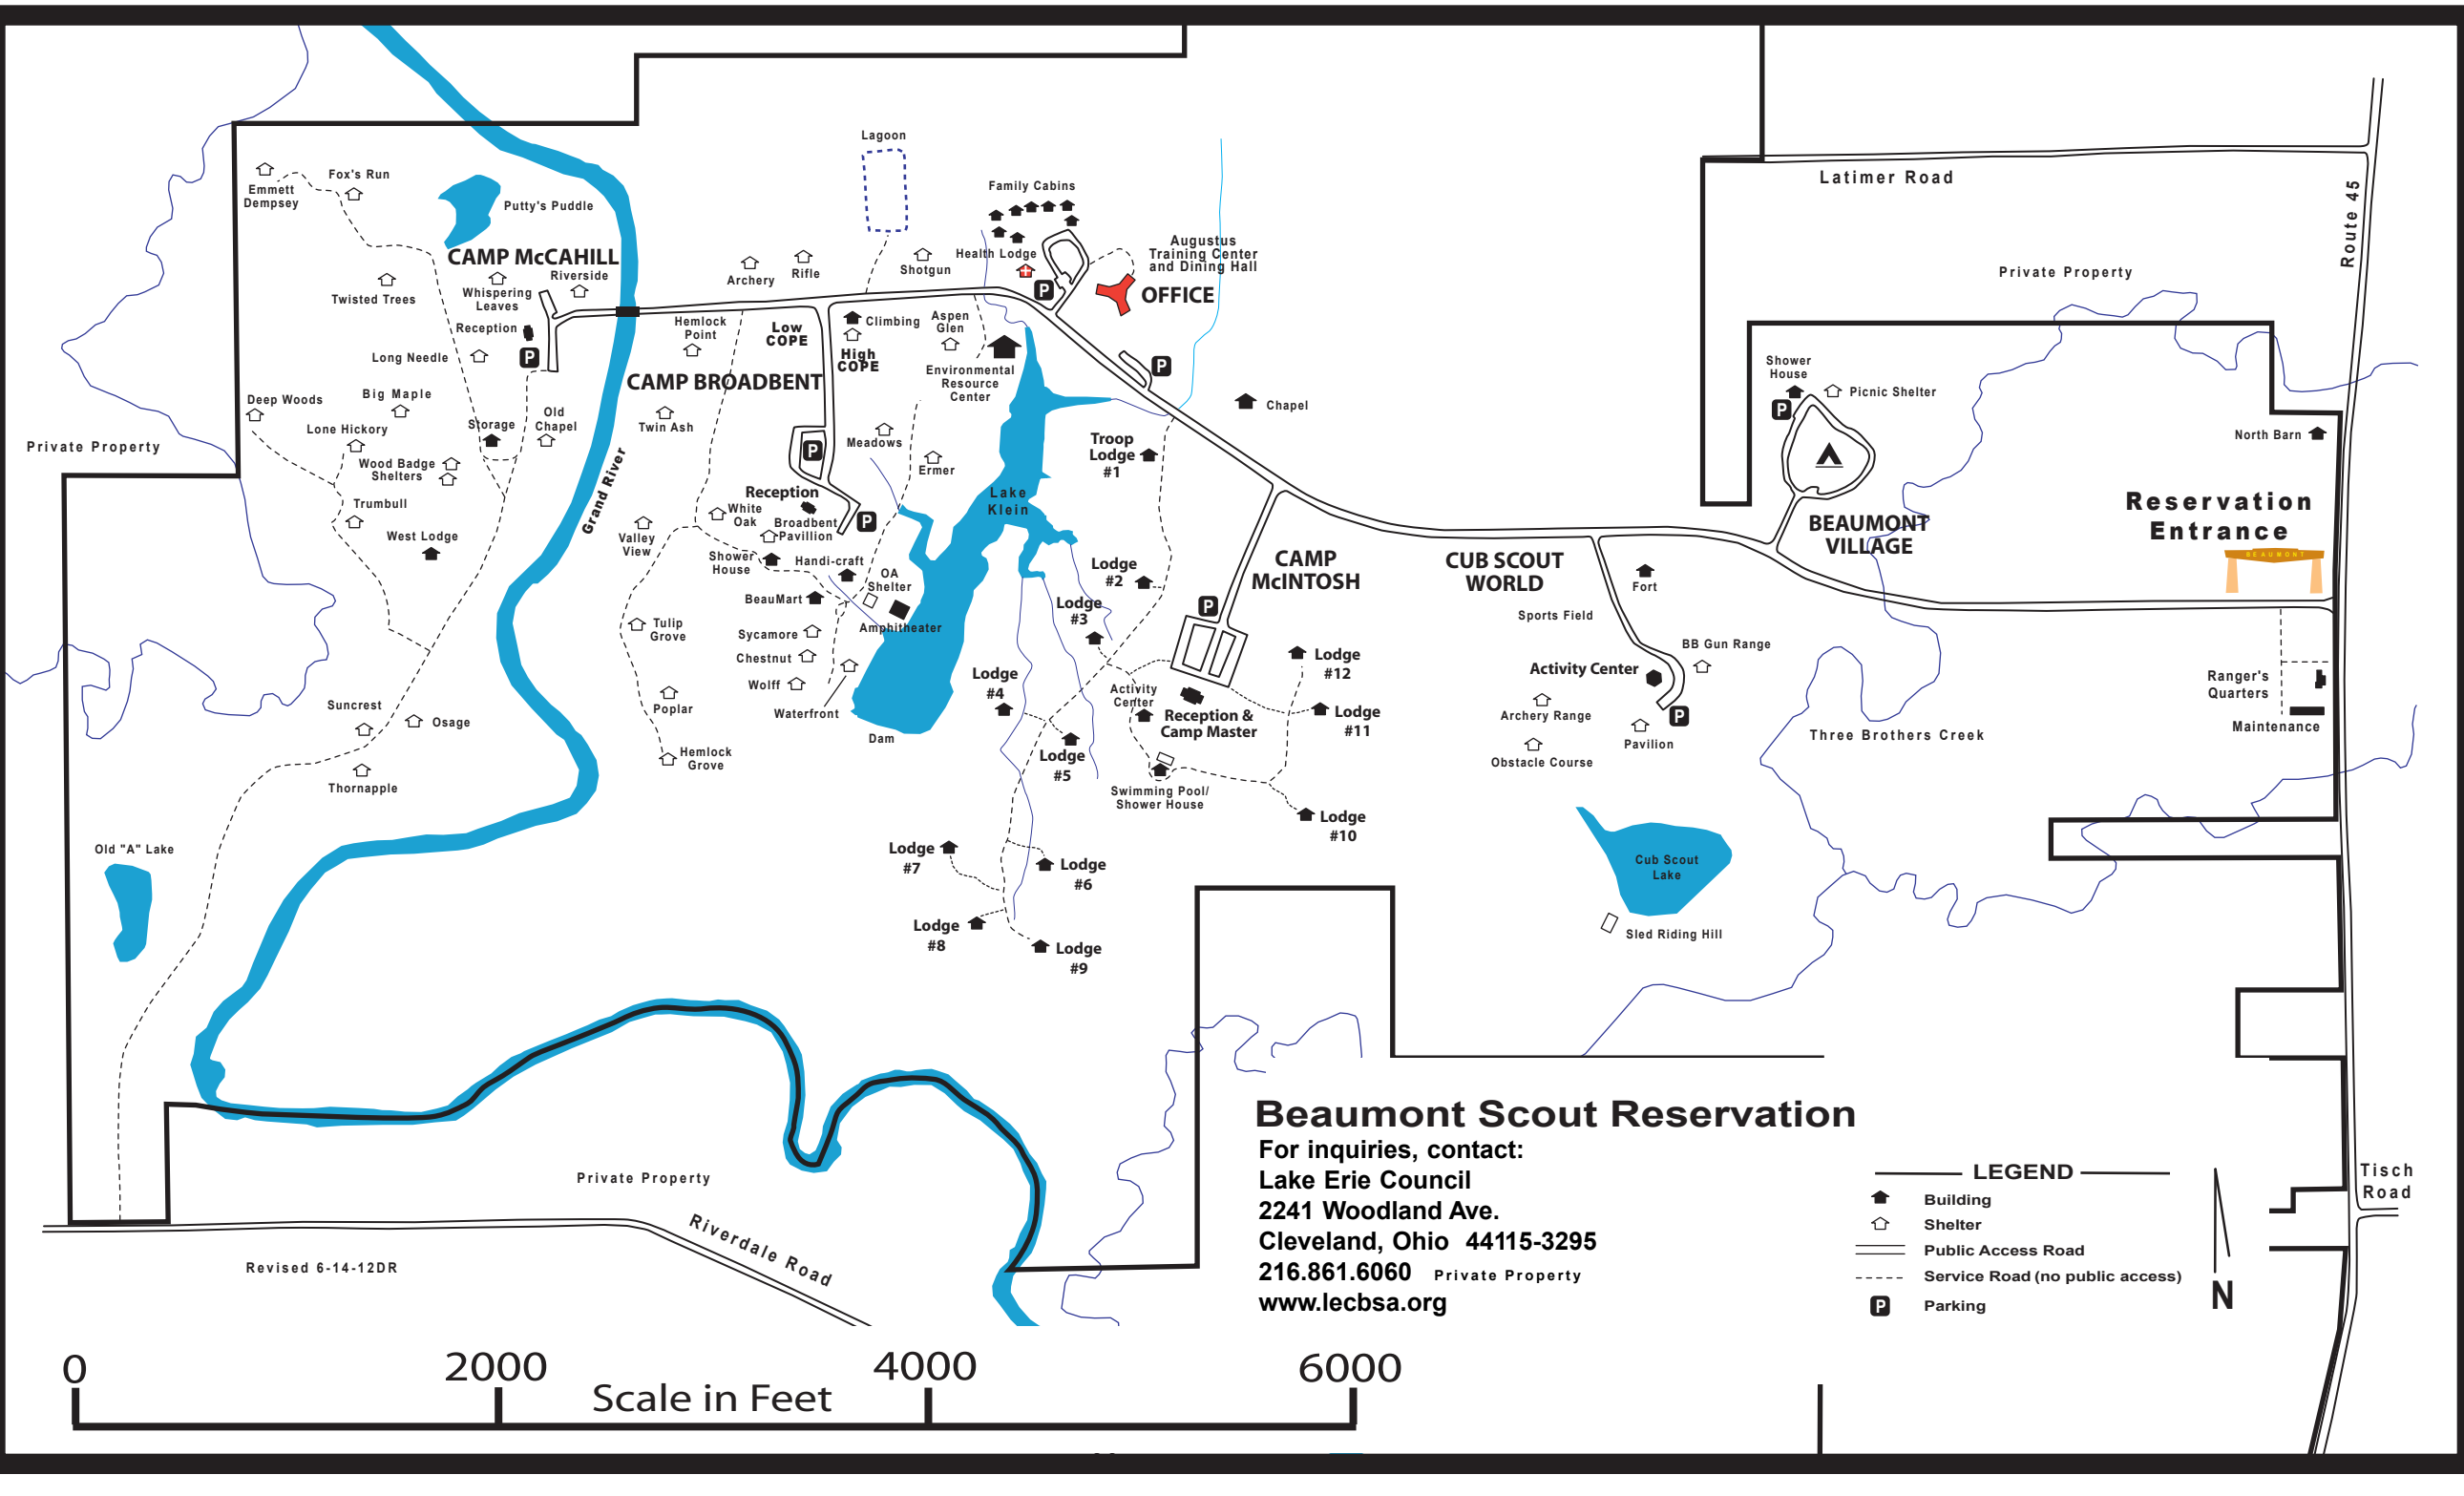 Lagoon
Emmett
Dempsey
Fox's Run
Putty's Puddle
CAMP McCAHILL
Riverside
Twisted Trees
Whispering
Leaves
Reception
Long Needle
P
Big Maple
Deep Woods
Lone Hickory
Storage
Old
Chapel
Wood Badge
Shelters
Trumbull
West Lodge
Private Property
Suncrest
Osage
Thornapple
Old "A" Lake
Grand River
Archery
Rifle
Shotgun
Family Cabins
Health Lodge
P
Augustus
Training Center
and Dining Hall
OFFICE
Hemlock
Point
Low
COPE
Climbing
High
COPE
Aspen
Glen
Environmental
Resource
Center
CAMP BROADBENT
Twin Ash
P
Meadows
Ermer
Reception
White
Oak
Broadbent
Pavillion
P
Valley
View
Shower
House
Handi-craft
OA
Shelter
BeauMart
Amphitheater
Tulip
Grove
Sycamore
Chestnut
Wolff
Waterfront
Poplar
Hemlock
Grove
Dam
Lake
Klein
P
Chapel
Troop
Lodge
#1
Lodge
#2
Lodge
#3
Lodge
#4
Lodge
#5
Lodge
#6
Lodge
#7
Lodge
#8
Lodge
#9
CAMP
McINTOSH
P
Activity
Center
Reception &
Camp Master
Swimming Pool/
Shower House
Lodge
#12
Lodge
#11
Lodge
#10
CUB SCOUT
WORLD
Fort
Sports Field
BB Gun Range
Activity Center
Archery Range
P
Pavilion
Obstacle Course
Cub Scout
Lake
Sled Riding Hill
Latimer Road
Route 45
Private Property
Shower
House
Picnic Shelter
P
BEAUMONT
VILLAGE
North Barn
Reservation
Entrance
BEAUMONT
Ranger's
Quarters
Maintenance
Three Brothers Creek
Tisch
Road
Private Property
Riverdale Road
Revised 6-14-12DR
Beaumont Scout Reservation
For inquiries, contact:
Lake Erie Council
2241 Woodland Ave.
Cleveland, Ohio 44115-3295
216.861.6060 Private Property
www.lecbsa.org
LEGEND
Building
Shelter
Public Access Road
Service Road (no public access)
P Parking
N
0 2000 4000 6000
Scale in Feet